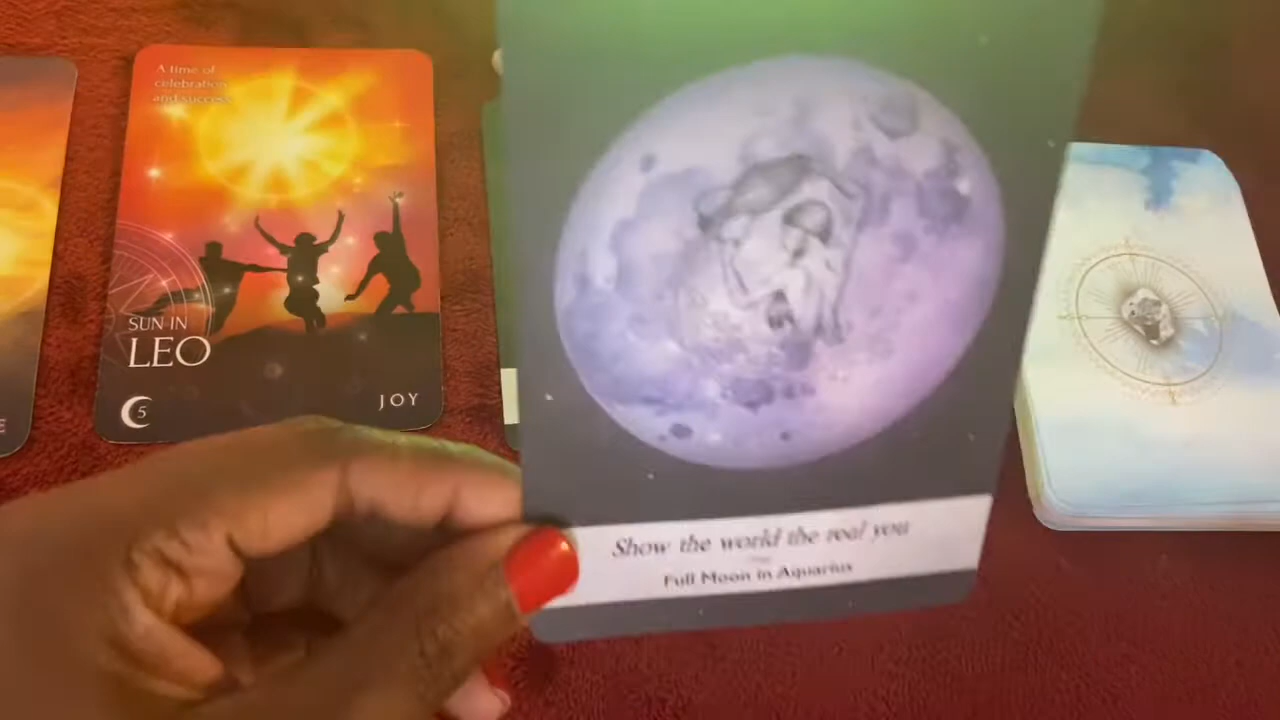 A time of
celebration
and success
SUN IN
LEO
5
JOY
E
Show the world the real you
Full Moon in Aquarius